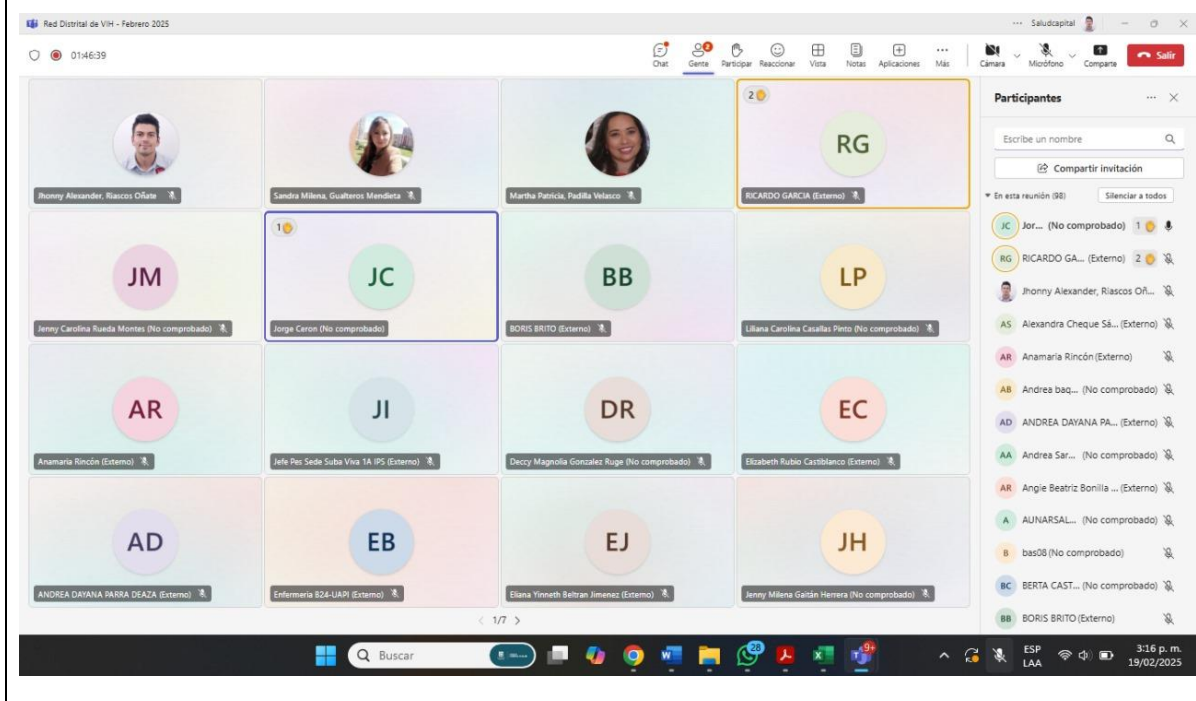 Red Distrital de VIH - Febrero 2025
Saludcapital
01:46:39
Chat Gente 2 Participar Reaccionar Vista Notas Aplicaciones Más Cámara Micrófono Comparte Salir
2
RG
Jhonny Alexander, Riascos Oñate
Sandra Milena, Gualteros Mendieta
Martha Patricia, Padilla Velasco
RICARDO GARCIA (Externo)
1
JM
JC
BB
LP
Jenny Carolina Rueda Montes (No comprobado)
Jorge Ceron (No comprobado)
BORIS BRITO (Externo)
Liliana Carolina Casallas Pinto (No comprobado)
AR
JI
DR
EC
Anamaria Rincón (Externo)
Jefe Pes Sede Suba Viva 1A IPS (Externo)
Deccy Magnolia Gonzalez Ruge (No comprobado)
Elizabeth Rubio Castiblanco (Externo)
AD
EB
EJ
JH
ANDREA DAYANA PARRA DEAZA (Externo)
Enfermeria B24-UAPI (Externo)
Eliana Yinneth Beltran Jimenez (Externo)
Jenny Milena Gaitán Herrera (No comprobado)
1/7
Participantes
Escribe un nombre
Compartir invitación
En esta reunión (98) Silenciar a todos
JC Jor... (No comprobado) 1
RG RICARDO GA... (Externo) 2
Jhonny Alexander, Riascos Oñ...
AS Alexandra Cheque Sá... (Externo)
AR Anamaria Rincón (Externo)
AB Andrea baq... (No comprobado)
AD ANDREA DAYANA PA... (Externo)
AA Andrea Sar... (No comprobado)
AR Angie Beatriz Bonilla ... (Externo)
A AUNARSAL... (No comprobado)
B bas08 (No comprobado)
BC BERTA CAST... (No comprobado)
BB BORIS BRITO (Externo)
Buscar
28
9+
ESP
LAA
3:16 p. m.
19/02/2025